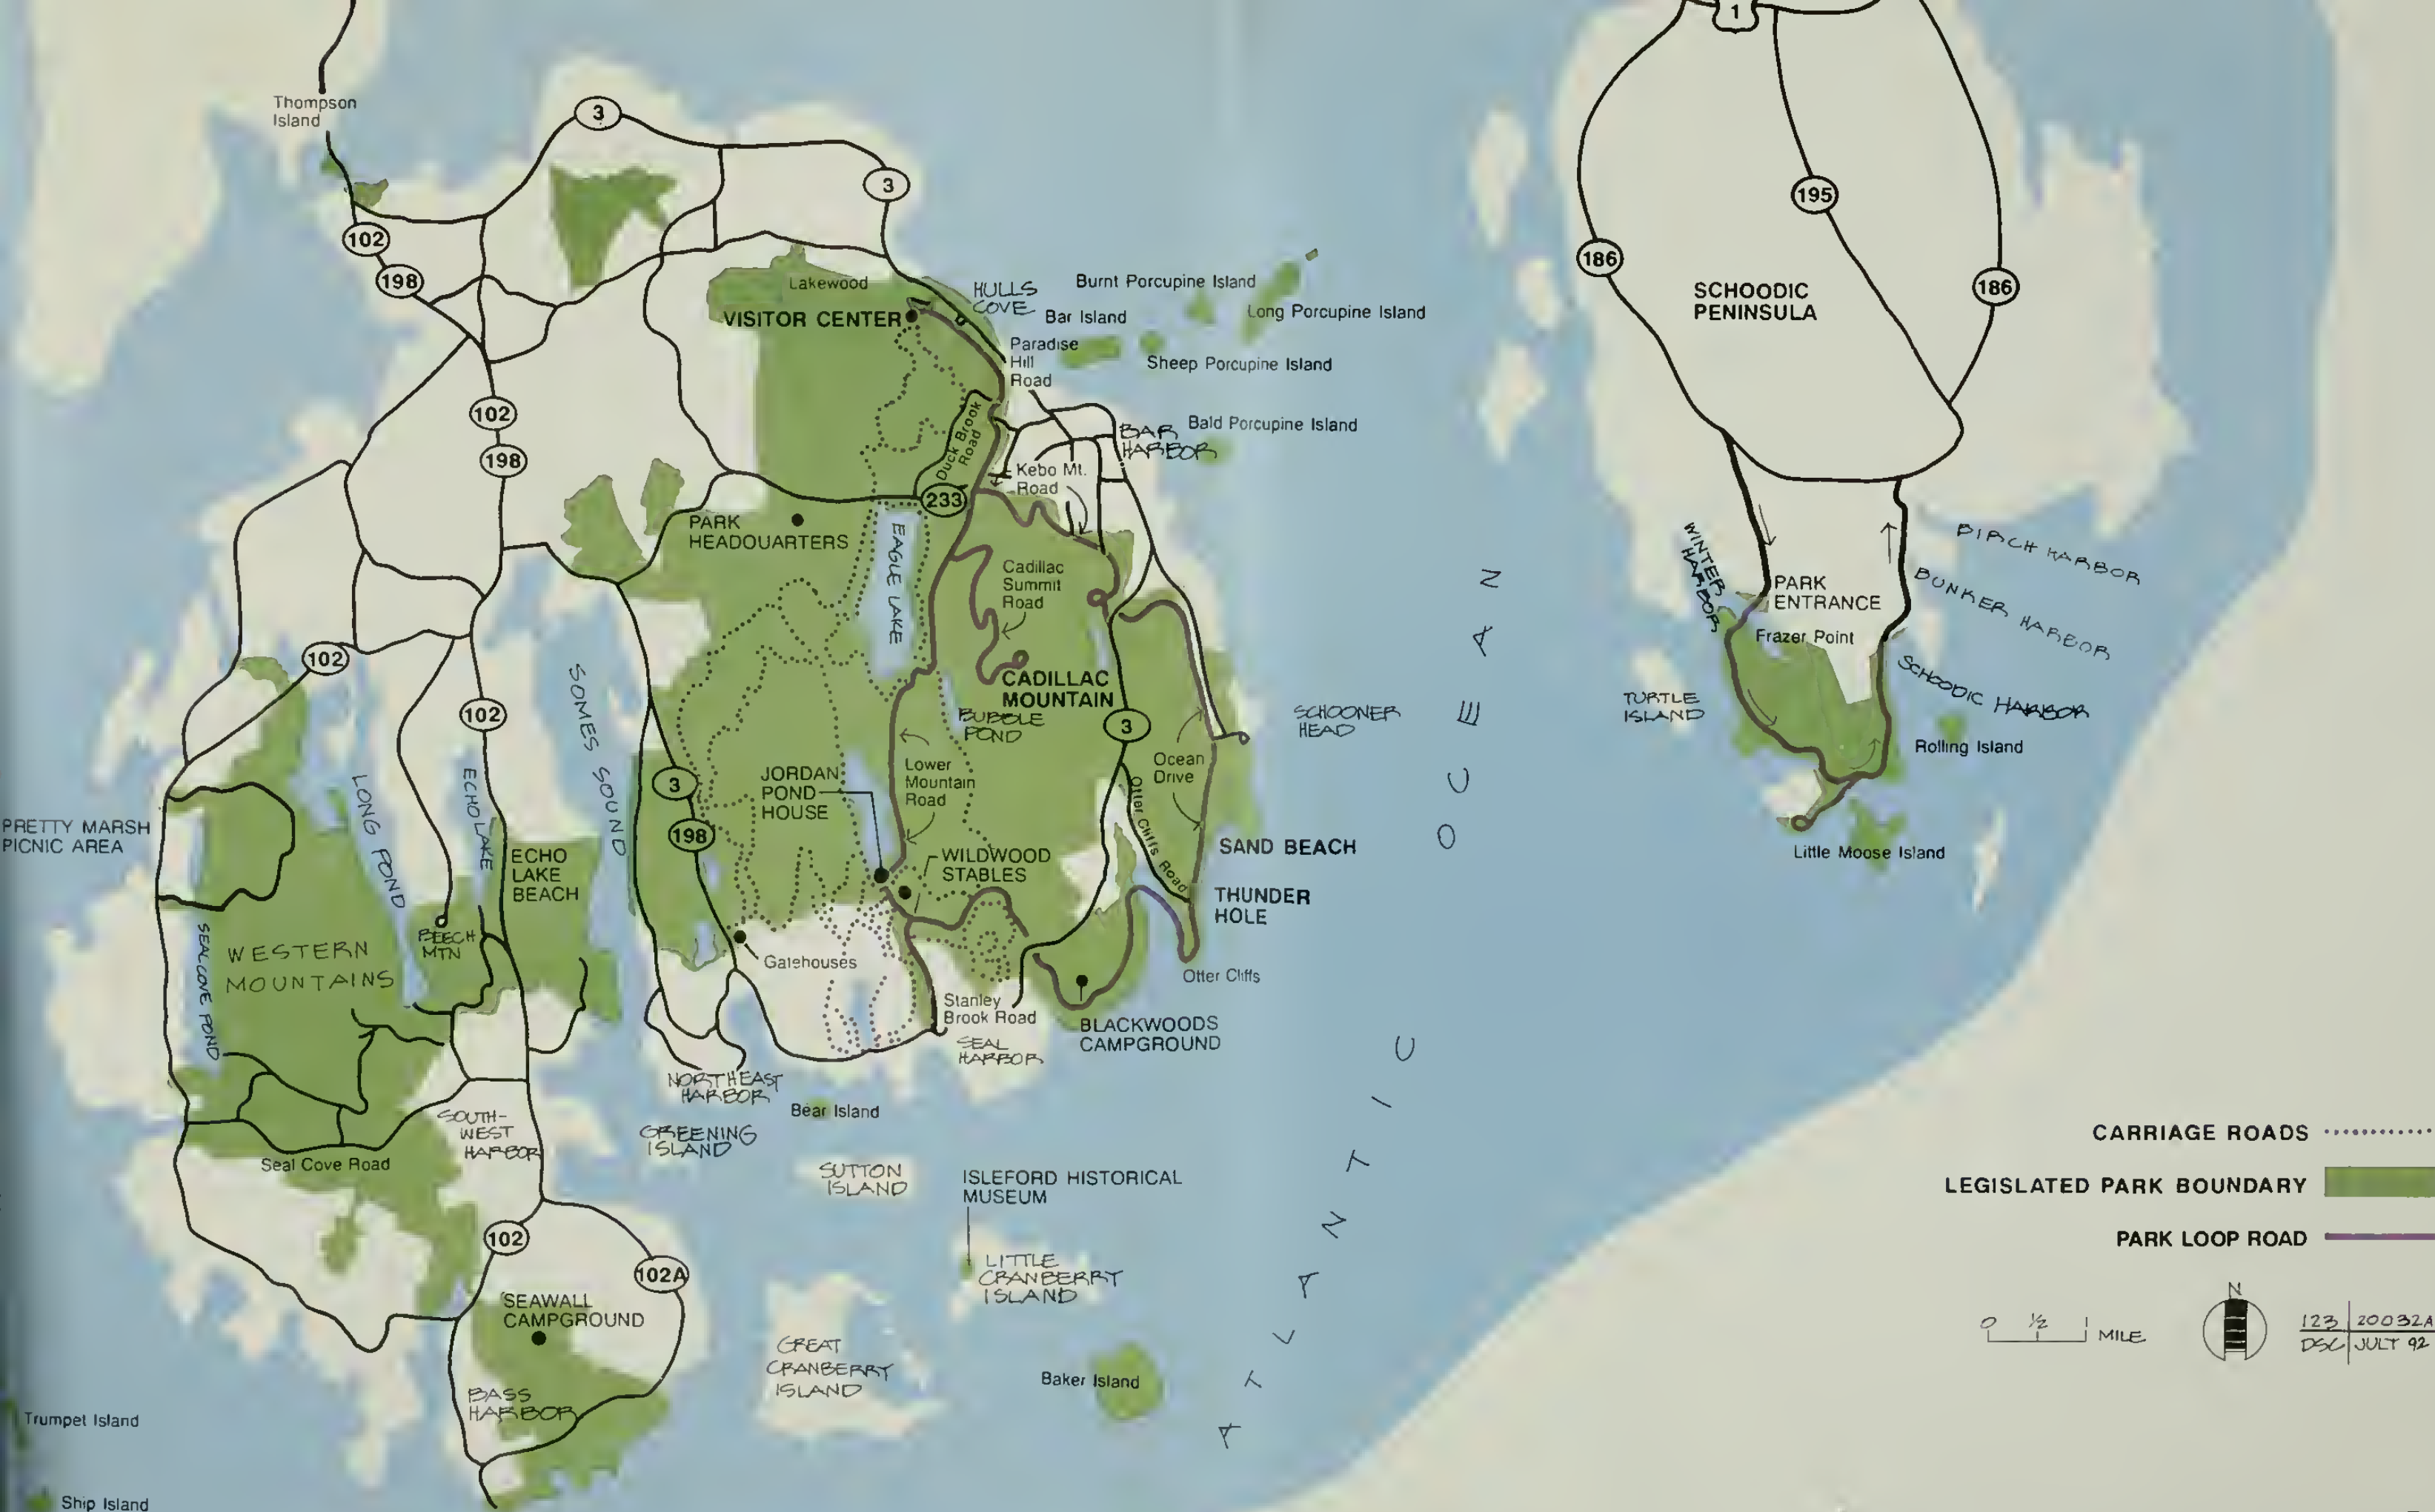 1
Thompson
Island
3
3
195
102
198
186
186
SCHOODIC
PENINSULA
Lakewood
VISITOR CENTER
HULLS
COVE
Burnt Porcupine Island
Bar Island
Long Porcupine Island
Paradise
Hill
Road
Sheep Porcupine Island
102
198
Duck Brook
Road
BAR
HARBOR
Bald Porcupine Island
Kebo Mt.
Road
233
PARK
HEADQUARTERS
EAGLE LAKE
Cadillac
Summit
Road
CADILLAC
MOUNTAIN
BUBBLE
POND
WINTER
HARBOR
PARK
ENTRANCE
Frazer Point
BIRCH HARBOR
BUNKER HARBOR
SCHOODIC HARBOR
TURTLE
ISLAND
Rolling Island
Little Moose Island
102
102
SOMES SOUND
LONG POND
ECHO LAKE
3
198
3
JORDAN
POND
HOUSE
Lower
Mountain
Road
Ocean
Drive
Otter Cliffs Road
SCHOONER
HEAD
SAND BEACH
THUNDER
HOLE
Otter Cliffs
PRETTY MARSH
PICNIC AREA
ECHO
LAKE
BEACH
WILDWOOD
STABLES
SEAL COVE POND
WESTERN
MOUNTAINS
BEECH
MTN
Gatehouses
Stanley
Brook Road
SEAL
HARBOR
BLACKWOODS
CAMPGROUND
NORTHEAST
HARBOR
Bear Island
GREENING
ISLAND
SOUTH-
WEST
HARBOR
Seal Cove Road
SUTTON
ISLAND
ISLEFORD HISTORICAL
MUSEUM
LITTLE
CRANBERRY
ISLAND
102
102A
SEAWALL
CAMPGROUND
GREAT
CRANBERRY
ISLAND
Baker Island
BASS
HARBOR
Trumpet Island
Ship Island
ATLANTIC OCEAN
CARRIAGE ROADS
LEGISLATED PARK BOUNDARY
PARK LOOP ROAD
0 1/2 1 MILE
N
123 20032A
DSC JULY 92